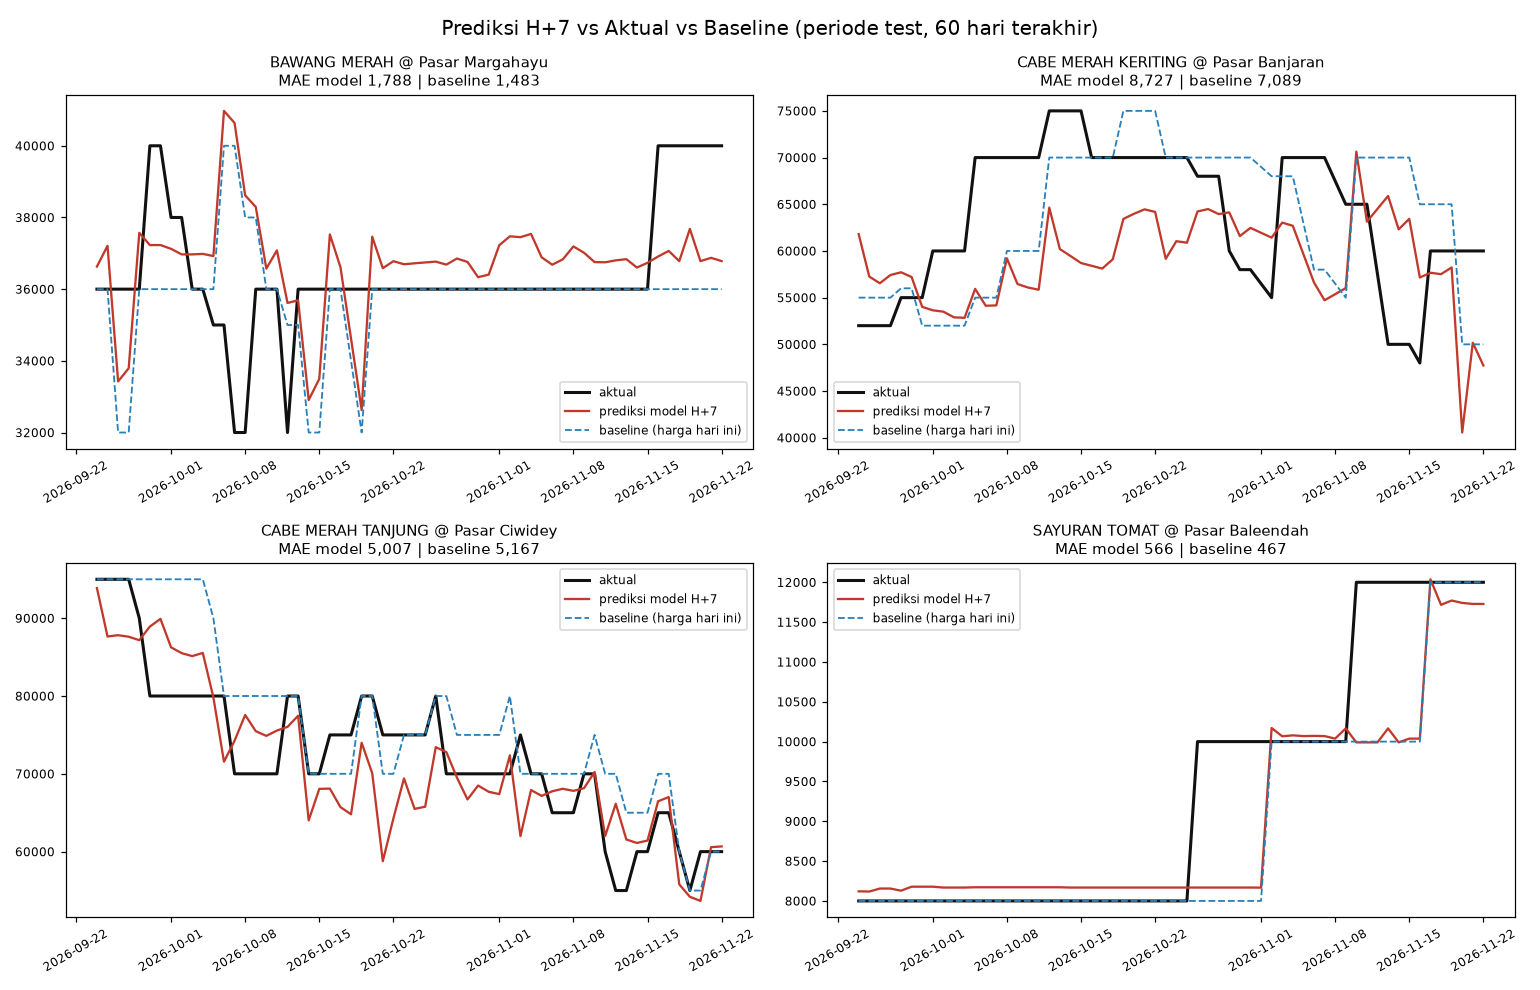 Prediksi H+7 vs Aktual vs Baseline (periode test, 60 hari terakhir)
BAWANG MERAH @ Pasar Margahayu
MAE model 1,788 | baseline 1,483
40000
38000
36000
34000
32000
aktual
prediksi model H+7
baseline (harga hari ini)
2026-09-22
2026-10-01
2026-10-08
2026-10-15
2026-10-22
2026-11-01
2026-11-08
2026-11-15
2026-11-22
CABE MERAH KERITING @ Pasar Banjaran
MAE model 8,727 | baseline 7,089
75000
70000
65000
60000
55000
50000
45000
40000
aktual
prediksi model H+7
baseline (harga hari ini)
2026-09-22
2026-10-01
2026-10-08
2026-10-15
2026-10-22
2026-11-01
2026-11-08
2026-11-15
2026-11-22
CABE MERAH TANJUNG @ Pasar Ciwidey
MAE model 5,007 | baseline 5,167
90000
80000
70000
60000
aktual
prediksi model H+7
baseline (harga hari ini)
2026-09-22
2026-10-01
2026-10-08
2026-10-15
2026-10-22
2026-11-01
2026-11-08
2026-11-15
2026-11-22
SAYURAN TOMAT @ Pasar Baleendah
MAE model 566 | baseline 467
12000
11500
11000
10500
10000
9500
9000
8500
8000
aktual
prediksi model H+7
baseline (harga hari ini)
2026-09-22
2026-10-01
2026-10-08
2026-10-15
2026-10-22
2026-11-01
2026-11-08
2026-11-15
2026-11-22